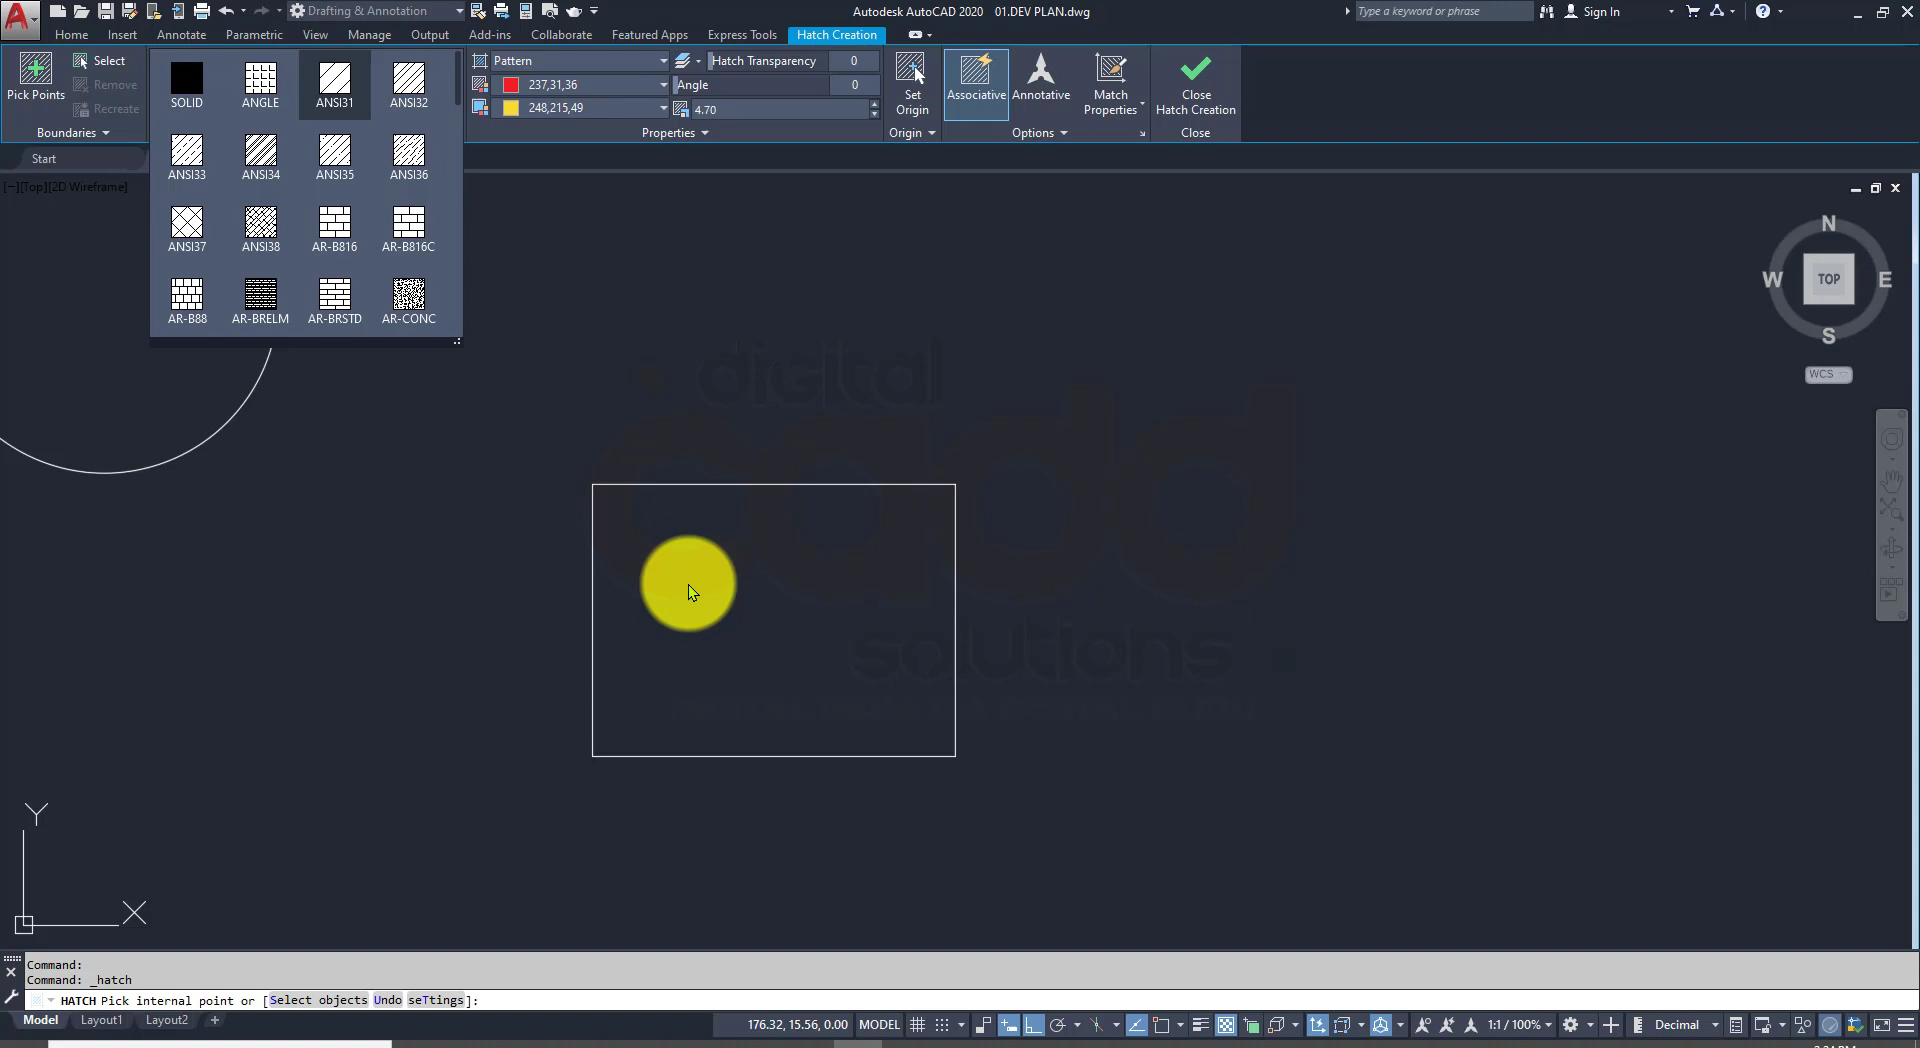 Drafting & Annotation
Autodesk AutoCAD 2020 01.DEV PLAN.dwg
Type a keyword or phrase
Sign In
Home Insert Annotate Parametric View Manage Output Add-ins Collaborate Featured Apps Express Tools Hatch Creation
Pick Points
Select
Remove
Recreate
Boundaries
SOLID ANGLE ANSI31 ANSI32
ANSI33 ANSI34 ANSI35 ANSI36
ANSI37 ANSI38 AR-B816 AR-B816C
AR-B88 AR-BRELM AR-BRSTD AR-CONC
Pattern
237,31,36
248,215,49
Hatch Transparency 0
Angle 0
4.70
Properties
Set
Origin
Origin
Associative
Annotative
Match
Properties
Options
Close
Hatch Creation
Close
Start
[−][Top][2D Wireframe]
N
W TOP E
S
WCS
digital
cadd
solutions
Y
X
Command:
Command: _hatch
HATCH Pick internal point or [Select objects Undo seTtings]:
Model Layout1 Layout2
176.32, 15.56, 0.00 MODEL 1:1 / 100% Decimal